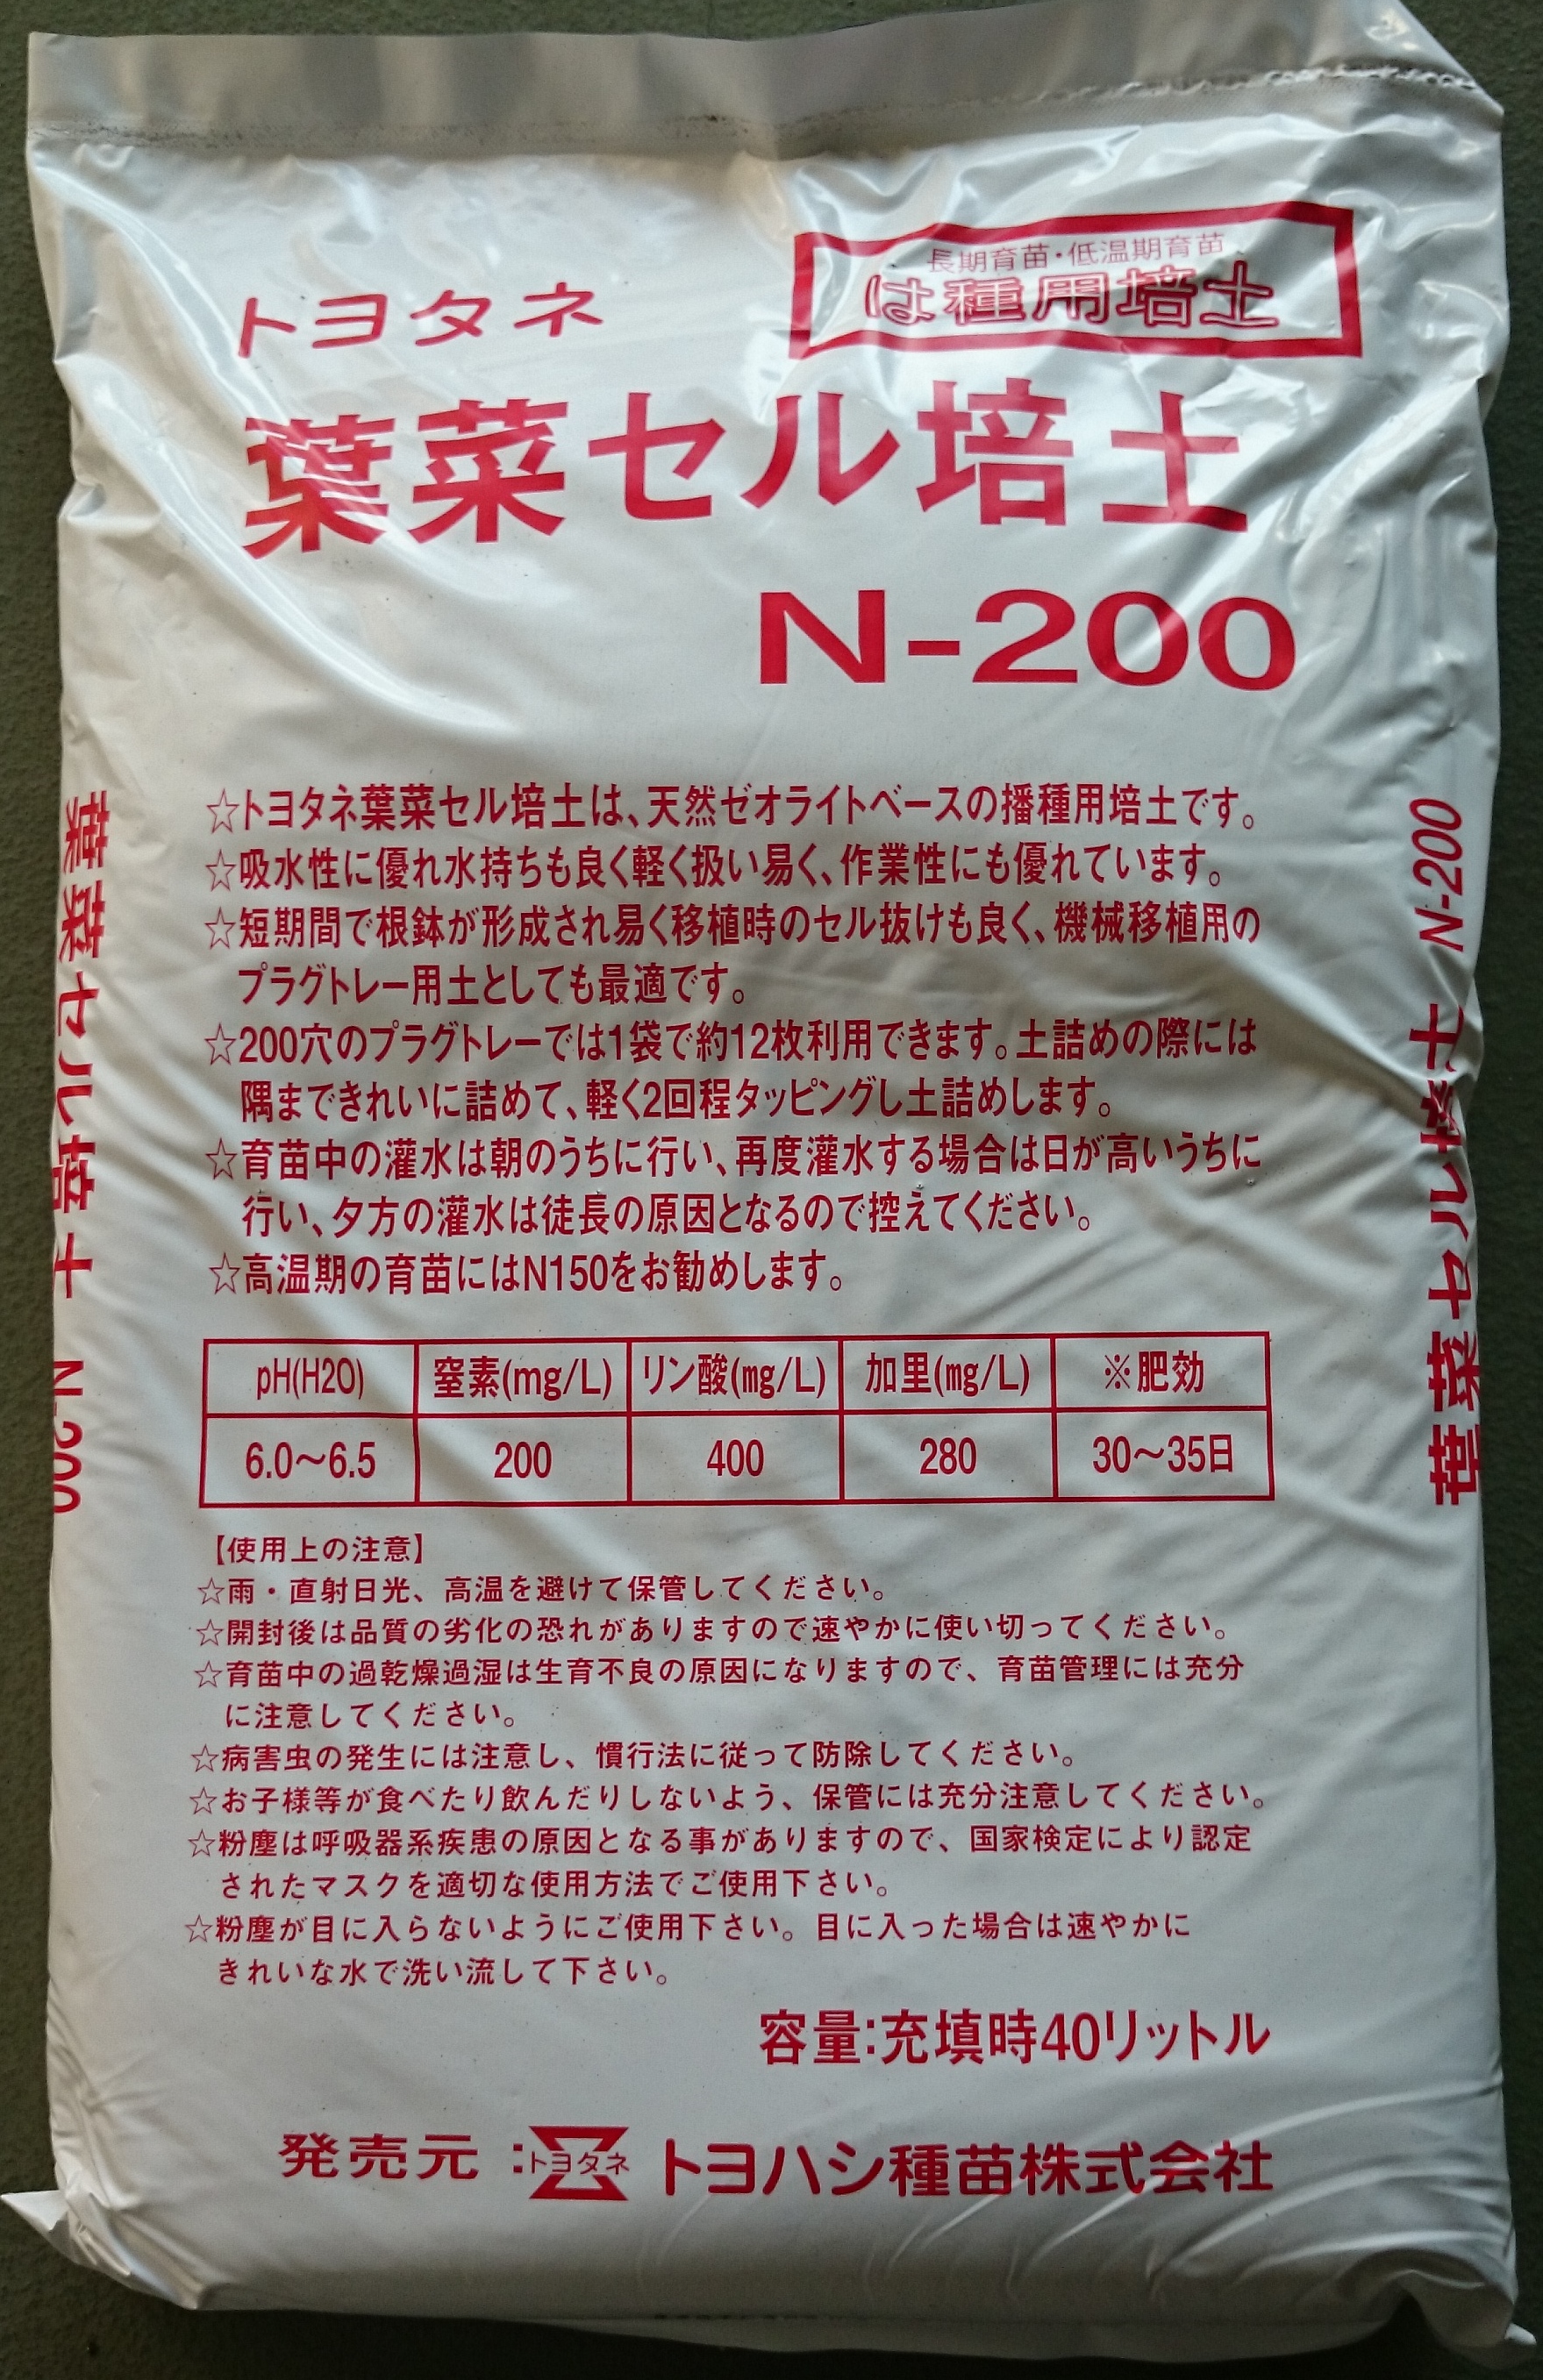 長期育苗・低温期育苗
は種用培土
トヨタネ
葉菜セル培土
N-200
☆トヨタネ葉菜セル培土は、天然ゼオライトベースの播種用培土です。
☆吸水性に優れ水持ちも良く軽く扱い易く、作業性にも優れています。
☆短期間で根鉢が形成され易く移植時のセル抜けも良く、機械移植用の
プラグトレー用土としても最適です。
☆200穴のプラグトレーでは1袋で約12枚利用できます。土詰めの際には
隅まできれいに詰めて、軽く2回程タッピングし土詰めします。
☆育苗中の灌水は朝のうちに行い、再度灌水する場合は日が高いうちに
行い、夕方の灌水は徒長の原因となるので控えてください。
☆高温期の育苗にはN150をお勧めします。
pH(H2O) 窒素(mg/L) リン酸(mg/L) 加里(mg/L) ※肥効
6.0～6.5 200 400 280 30～35日
【使用上の注意】
☆雨・直射日光、高温を避けて保管してください。
☆開封後は品質の劣化の恐れがありますので速やかに使い切ってください。
☆育苗中の過乾燥過湿は生育不良の原因になりますので、育苗管理には充分
に注意してください。
☆病害虫の発生には注意し、慣行法に従って防除してください。
☆お子様等が食べたり飲んだりしないよう、保管には充分注意してください。
☆粉塵は呼吸器系疾患の原因となる事がありますので、国家検定により認定
されたマスクを適切な使用方法でご使用下さい。
☆粉塵が目に入らないようにご使用下さい。目に入った場合は速やかに
きれいな水で洗い流して下さい。
容量:充填時40リットル
発売元:トヨタネ トヨハシ種苗株式会社
葉菜セル培土 N-200
葉菜セル培土 N-200